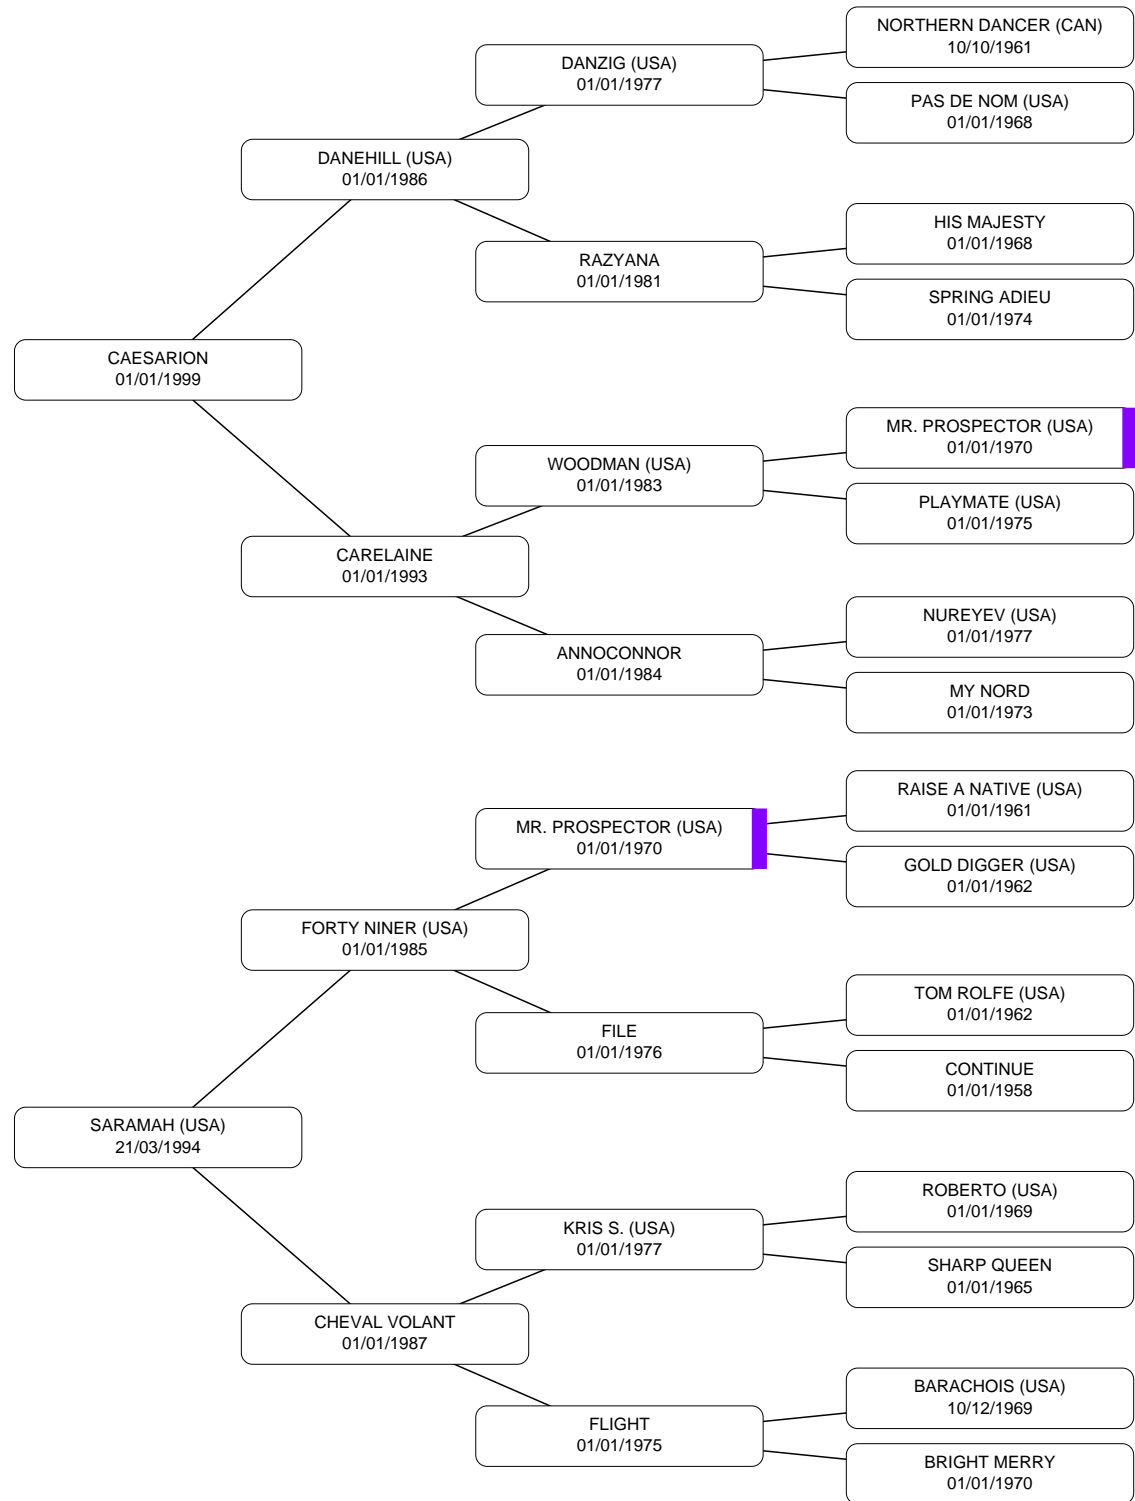 NORTHERN DANCER (CAN)
10/10/1961
DANZIG (USA)
01/01/1977
PAS DE NOM (USA)
01/01/1968
DANEHILL (USA)
01/01/1986
HIS MAJESTY
01/01/1968
RAZYANA
01/01/1981
SPRING ADIEU
01/01/1974
CAESARION
01/01/1999
MR. PROSPECTOR (USA)
01/01/1970
WOODMAN (USA)
01/01/1983
PLAYMATE (USA)
01/01/1975
CARELAINE
01/01/1993
NUREYEV (USA)
01/01/1977
ANNOCONNOR
01/01/1984
MY NORD
01/01/1973
RAISE A NATIVE (USA)
01/01/1961
MR. PROSPECTOR (USA)
01/01/1970
GOLD DIGGER (USA)
01/01/1962
FORTY NINER (USA)
01/01/1985
TOM ROLFE (USA)
01/01/1962
FILE
01/01/1976
CONTINUE
01/01/1958
SARAMAH (USA)
21/03/1994
ROBERTO (USA)
01/01/1969
KRIS S. (USA)
01/01/1977
SHARP QUEEN
01/01/1965
CHEVAL VOLANT
01/01/1987
BARACHOIS (USA)
10/12/1969
FLIGHT
01/01/1975
BRIGHT MERRY
01/01/1970